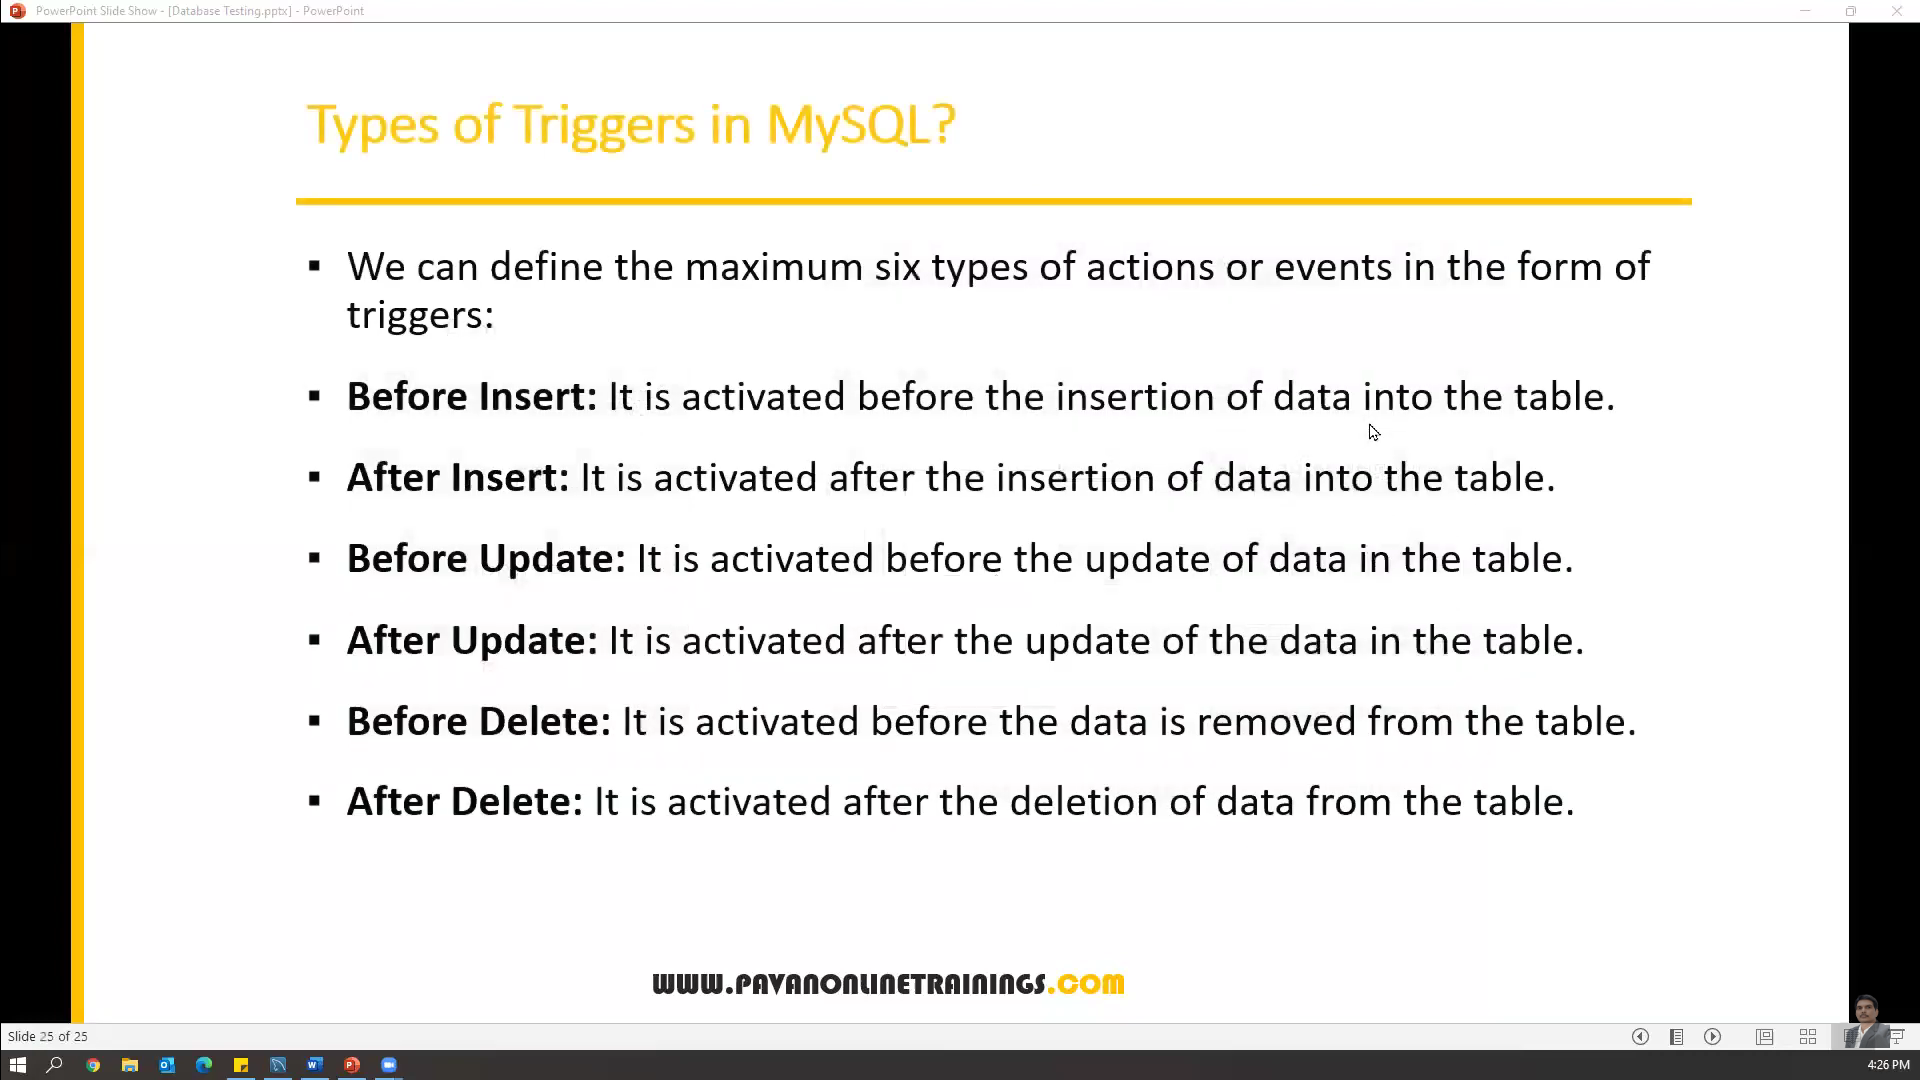 PowerPoint Slide Show - [Database Testing.pptx] - PowerPoint
Types of Triggers in MySQL?
▪ We can define the maximum six types of actions or events in the form of
triggers:
▪ Before Insert: It is activated before the insertion of data into the table.
▪ After Insert: It is activated after the insertion of data into the table.
▪ Before Update: It is activated before the update of data in the table.
▪ After Update: It is activated after the update of the data in the table.
▪ Before Delete: It is activated before the data is removed from the table.
▪ After Delete: It is activated after the deletion of data from the table.
WWW.PAVANONLINETRAININGS.COM
Slide 25 of 25
4:26 PM